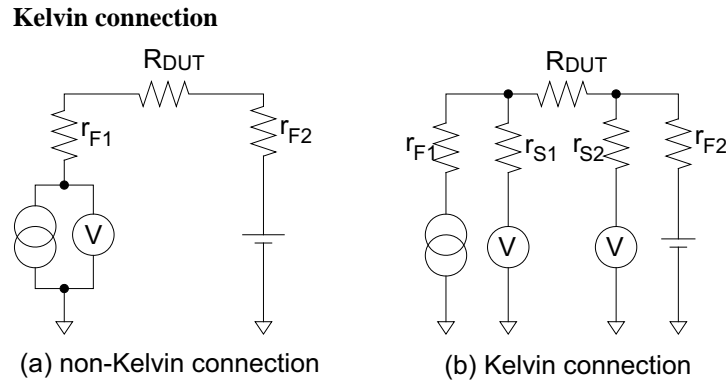 Kelvin connection
RDUT
rF1
rF2
V
(a) non-Kelvin connection
RDUT
rF1
rS1
rS2
rF2
V
V
(b) Kelvin connection